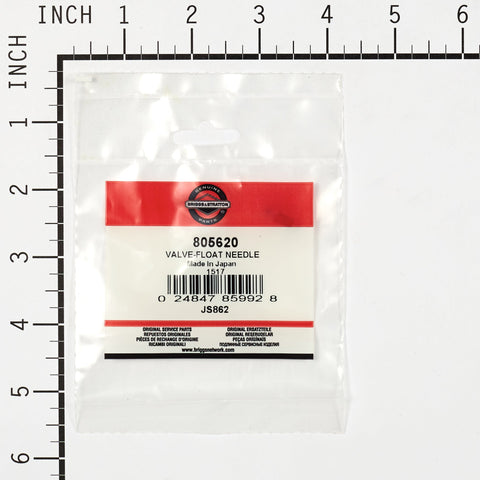 INCH 1 2 3 4 5 6
INCH
1
2
3
4
5
6
GENUINE
BRIGGS & STRATTON
PARTS
805620
VALVE-FLOAT NEEDLE
Made In Japan
1517
0 24847 85992 8
JS862
ORIGINAL SERVICE PARTS ORIGINAL ERSATZTEILE
REPUESTOS ORIGINALES ORIGINAL RESERVDELAR
PIÈCES DE RECHANGE D'ORIGINE PEÇAS ORIGINAIS
RICAMBI ORIGINALI ПОДЛИННЫЕ СЕРВИСНЫЕ ИЗДЕЛИЯ
www.briggsnetwork.com